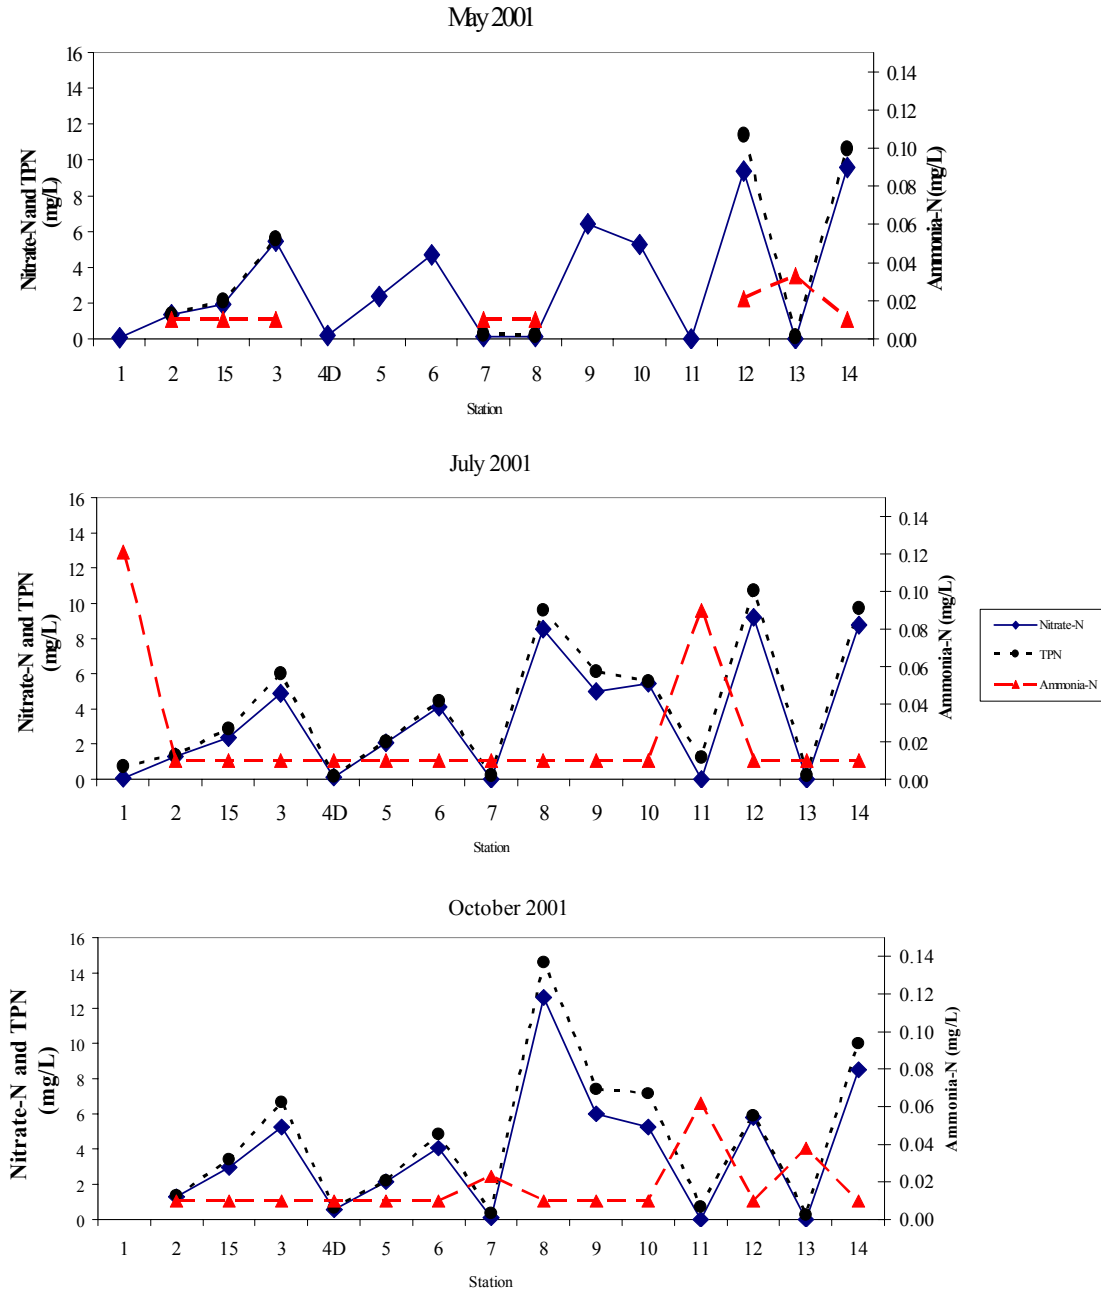 May 2001
16
14
12
10
8
6
4
2
0
Nitrate-N and TPN
(mg/L)
0.14
0.12
0.10
0.08
0.06
0.04
0.02
0.00
Ammonia-N (mg/L)
1 2 15 3 4D 5 6 7 8 9 10 11 12 13 14
Station
July 2001
16
14
12
10
8
6
4
2
0
Nitrate-N and TPN
(mg/L)
0.14
0.12
0.10
0.08
0.06
0.04
0.02
0.00
Ammonia-N (mg/L)
1 2 15 3 4D 5 6 7 8 9 10 11 12 13 14
Station
Nitrate-N
TPN
Ammonia-N
October 2001
16
14
12
10
8
6
4
2
0
Nitrate-N and TPN
(mg/L)
0.14
0.12
0.10
0.08
0.06
0.04
0.02
0.00
Ammonia-N (mg/L)
1 2 15 3 4D 5 6 7 8 9 10 11 12 13 14
Station